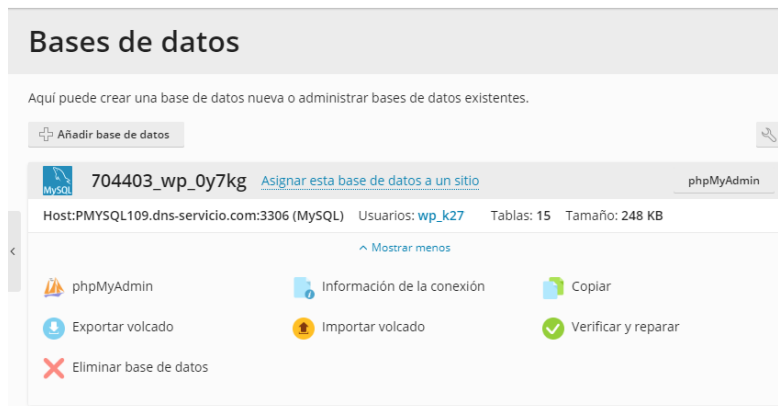 Bases de datos
Aquí puede crear una base de datos nueva o administrar bases de datos existentes.
Añadir base de datos
MySQL 704403_wp_0y7kg Asignar esta base de datos a un sitio phpMyAdmin
Host:PMYSQL109.dns-servicio.com:3306 (MySQL) Usuarios: wp_k27 Tablas: 15 Tamaño: 248 KB
Mostrar menos
phpMyAdmin Información de la conexión Copiar
Exportar volcado Importar volcado Verificar y reparar
Eliminar base de datos